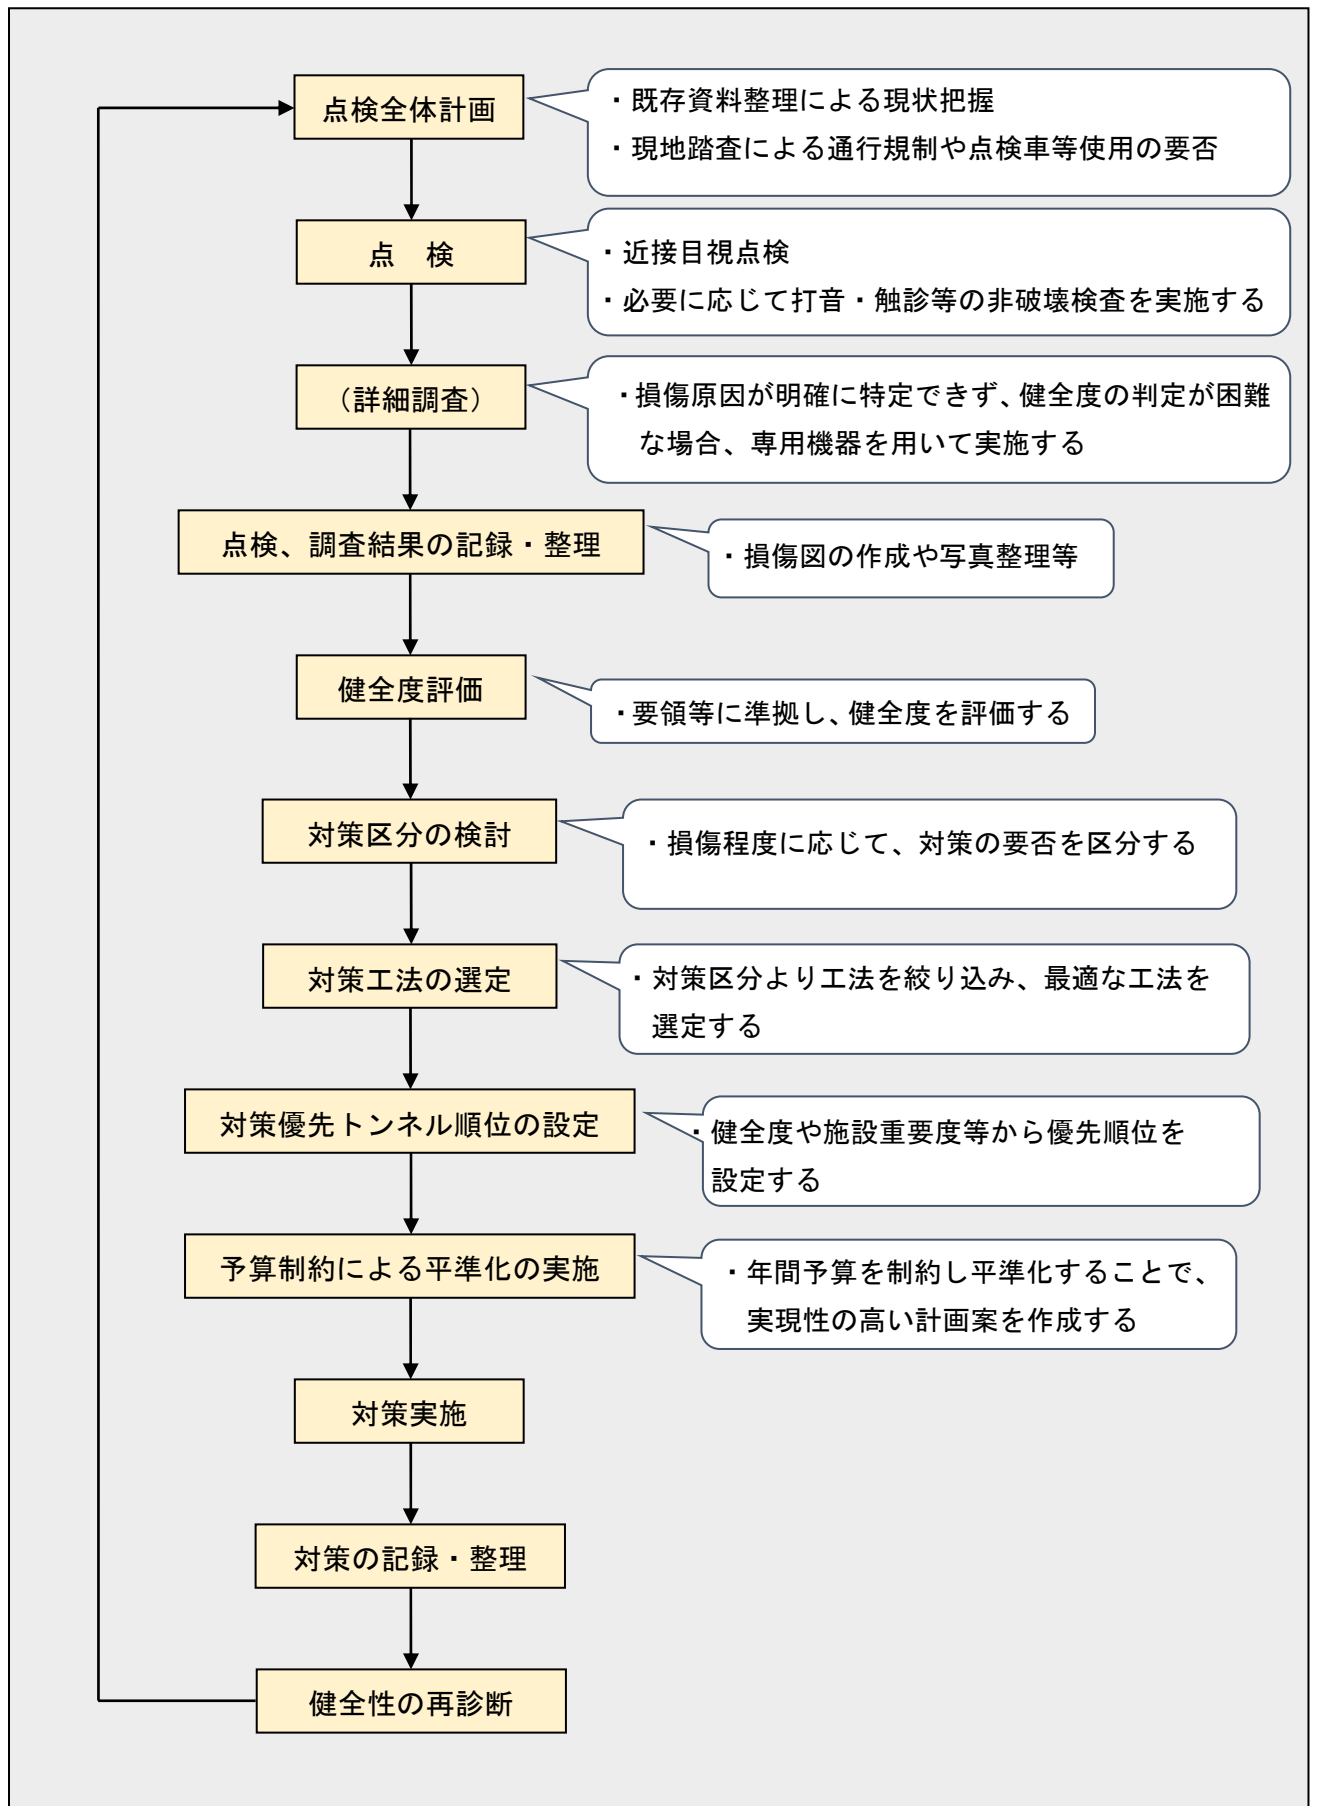 点検全体計画
・既存資料整理による現状把握
・現地踏査による通行規制や点検車等使用の要否
点　検
・近接目視点検
・必要に応じて打音・触診等の非破壊検査を実施する
（詳細調査）
・損傷原因が明確に特定できず、健全度の判定が困難
な場合、専用機器を用いて実施する
点検、調査結果の記録・整理
・損傷図の作成や写真整理等
健全度評価
・要領等に準拠し、健全度を評価する
対策区分の検討
・損傷程度に応じて、対策の要否を区分する
対策工法の選定
・対策区分より工法を絞り込み、最適な工法を
選定する
対策優先トンネル順位の設定
・健全度や施設重要度等から優先順位を
設定する
予算制約による平準化の実施
・年間予算を制約し平準化することで、
実現性の高い計画案を作成する
対策実施
対策の記録・整理
健全性の再診断